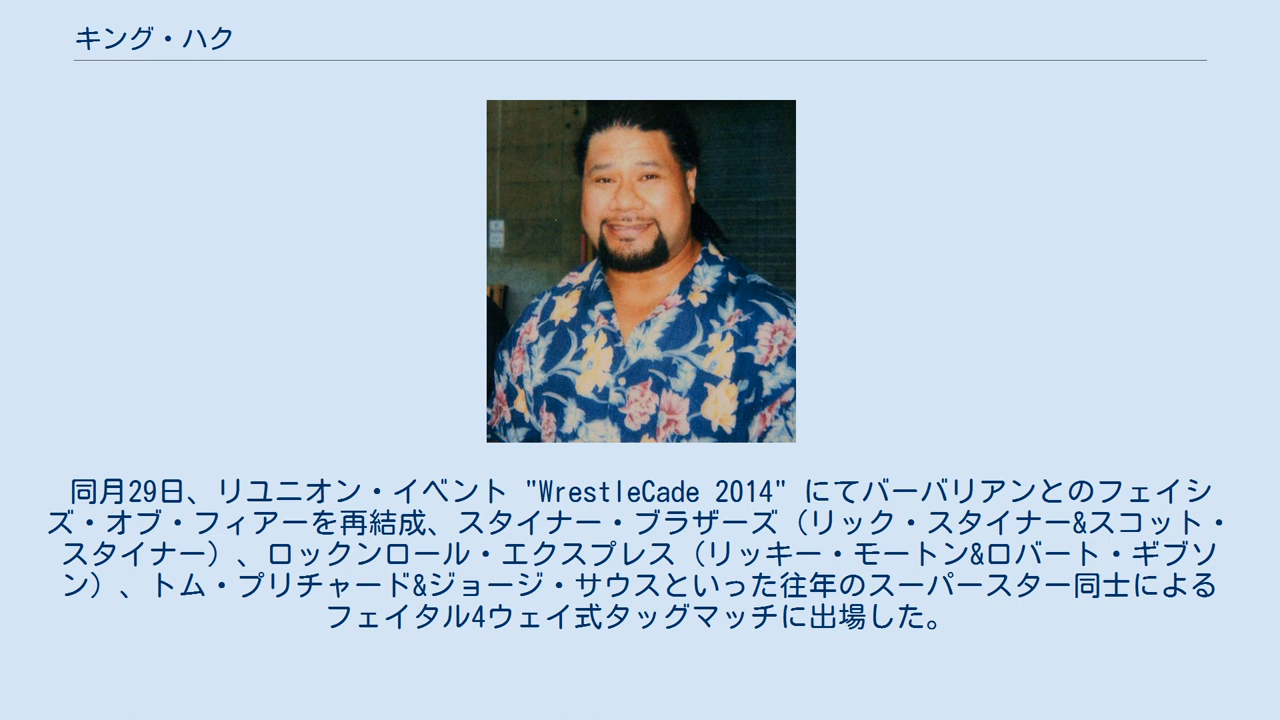 キング・ハク
同月29日、リユニオン・イベント "WrestleCade 2014" にてバーバリアンとのフェイシ
ズ・オブ・フィアーを再結成、スタイナー・ブラザーズ（リック・スタイナー&スコット・
スタイナー）、ロックンロール・エクスプレス（リッキー・モートン&ロバート・ギブソ
ン）、トム・プリチャード&ジョージ・サウスといった往年のスーパースター同士による
フェイタル4ウェイ式タッグマッチに出場した。